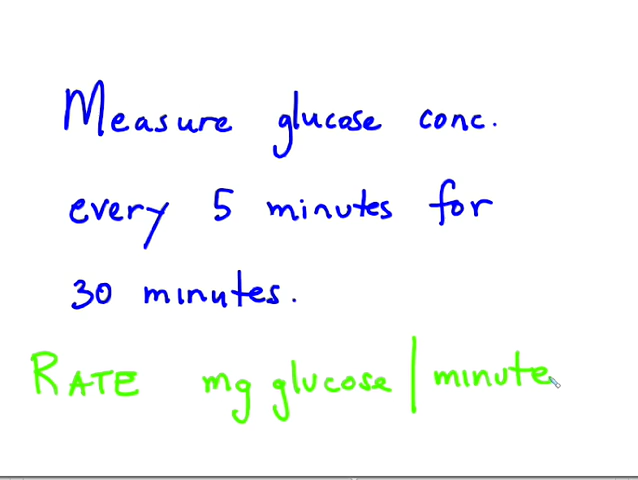 Measure glucose conc.
every 5 minutes for
30 minutes.
RATE mg glucose | minute